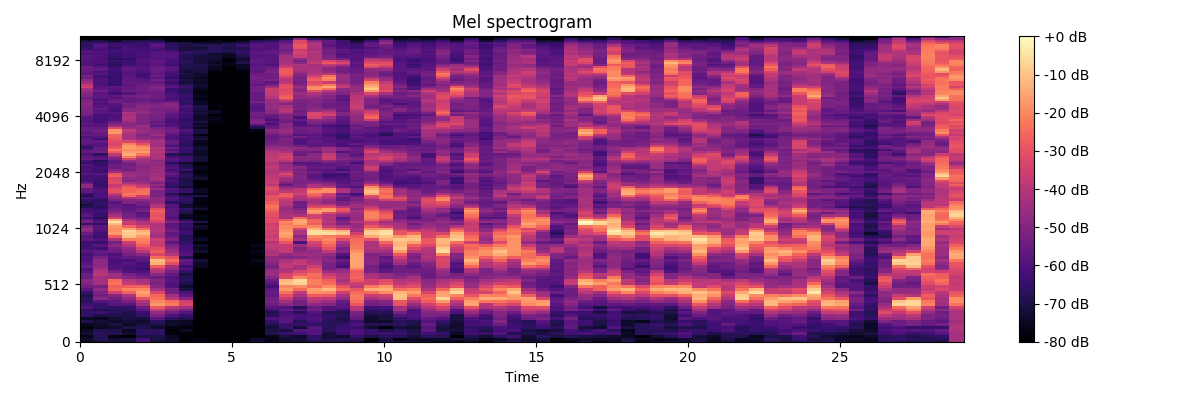 Mel spectrogram
8192
4096
2048
1024
512
0
Hz
0 5 10 15 20 25
Time
+0 dB
-10 dB
-20 dB
-30 dB
-40 dB
-50 dB
-60 dB
-70 dB
-80 dB